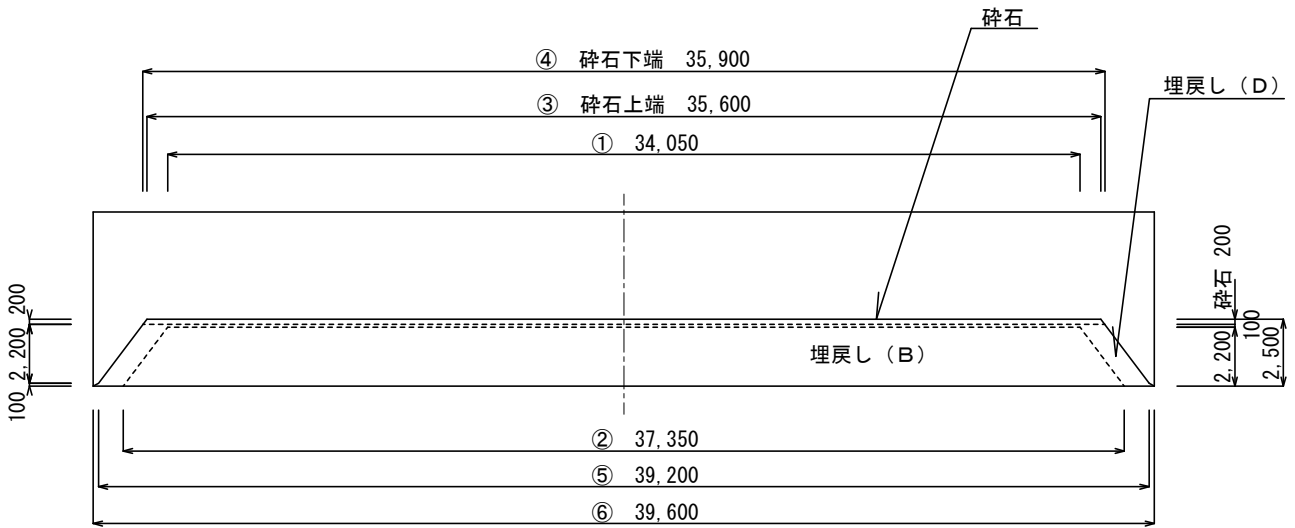 砕石
④ 砕石下端 35,900
埋戻し（D）
③ 砕石上端 35,600
① 34,050
200
2,200
100
砕石 200
100
2,200
2,500
埋戻し（B）
② 37,350
⑤ 39,200
⑥ 39,600